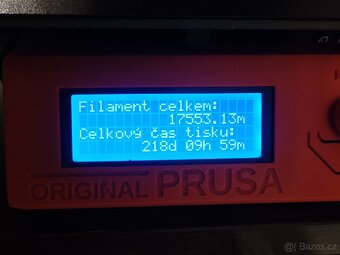 Filament celkem:
17553.13m
Celkový čas tisku:
218d 09h 59m
ORIGINAL PRUSA
Bazos.cz